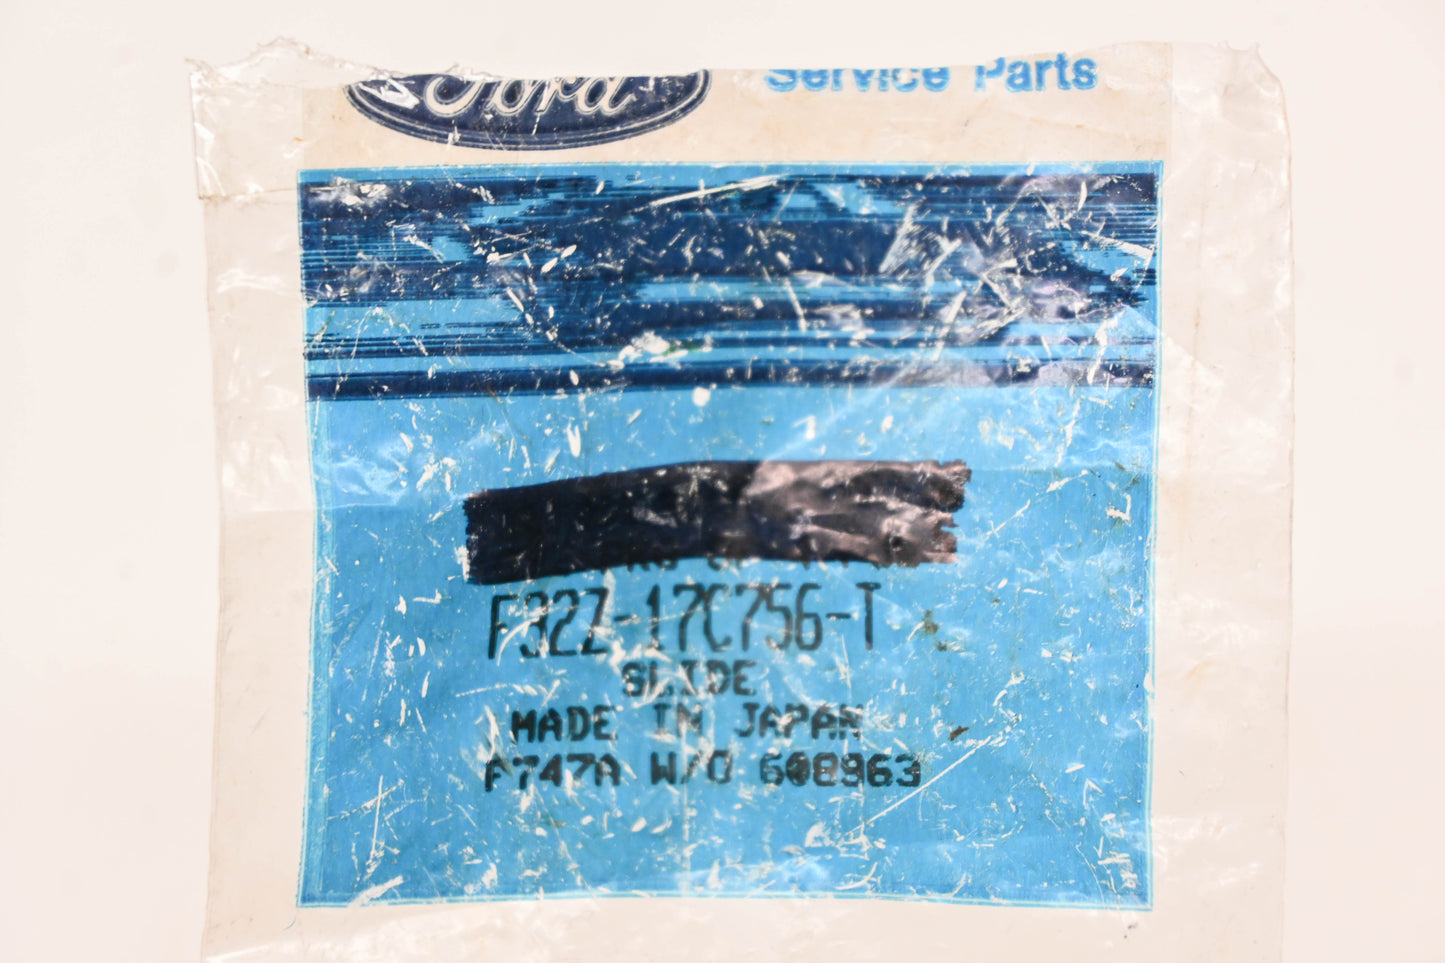 Ford Service Parts
F32Z-17C756-T
SLIDE
MADE IN JAPAN
F747A W/O 608963